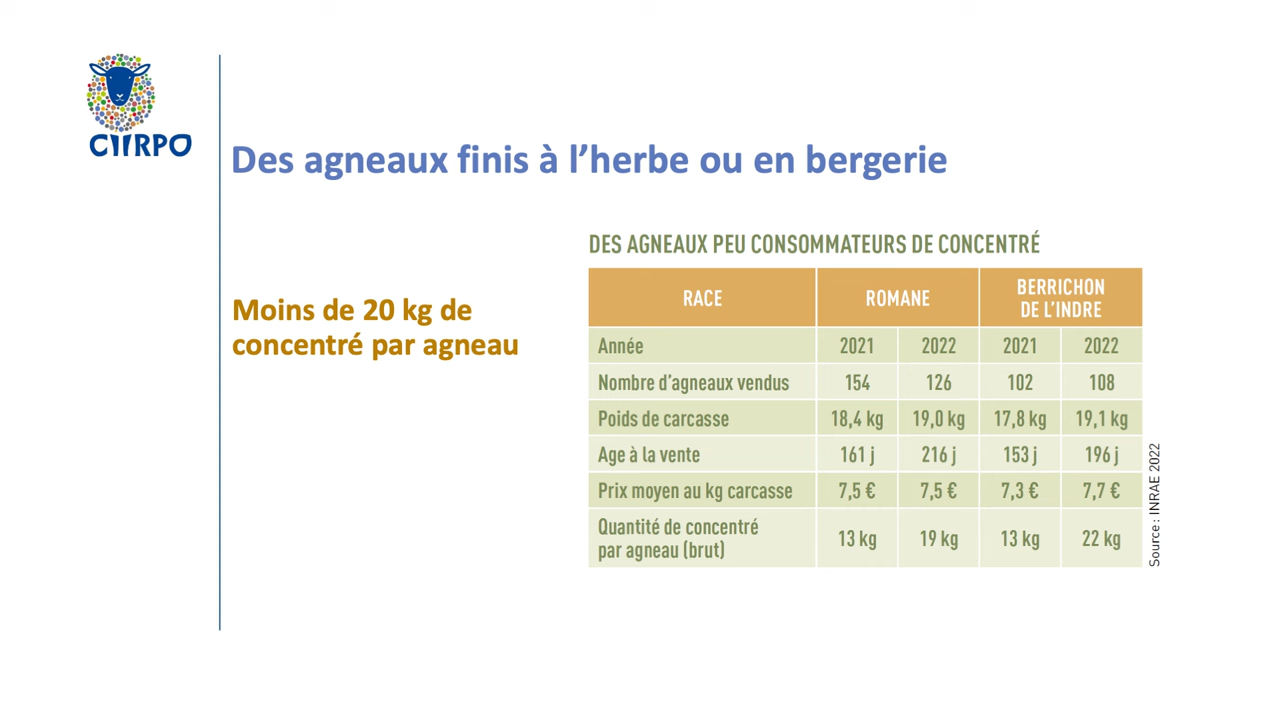 CIIRPO
Des agneaux finis à l’herbe ou en bergerie
Moins de 20 kg de
concentré par agneau
DES AGNEAUX PEU CONSOMMATEURS DE CONCENTRÉ
RACE ROMANE BERRICHON
DE L’INDRE
Année 2021 2022 2021 2022
Nombre d’agneaux vendus 154 126 102 108
Poids de carcasse 18,4 kg 19,0 kg 17,8 kg 19,1 kg
Age à la vente 161 j 216 j 153 j 196 j
Prix moyen au kg carcasse 7,5 € 7,5 € 7,3 € 7,7 €
Quantité de concentré
par agneau (brut) 13 kg 19 kg 13 kg 22 kg
Source : INRAE 2022